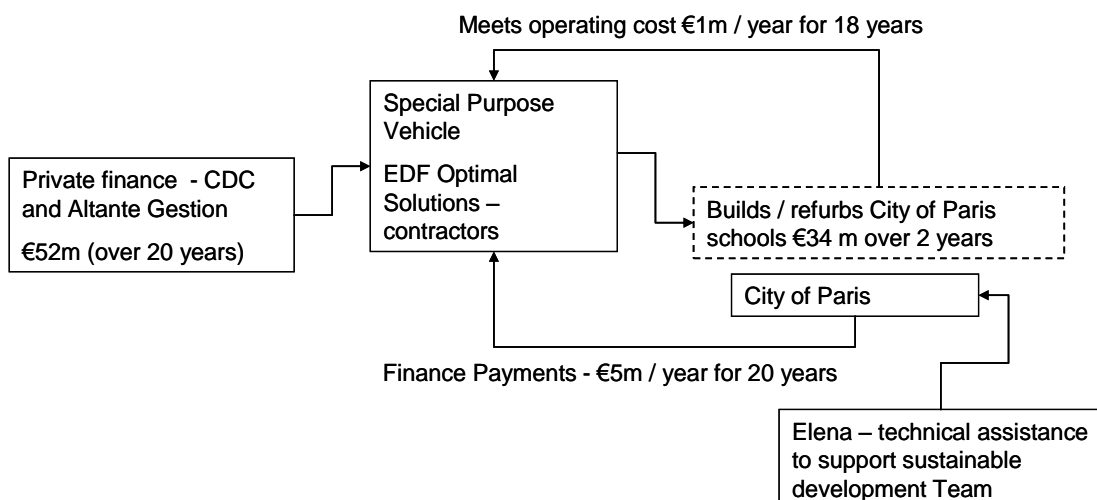 Meets operating cost €1m / year for 18 years
Special Purpose
Vehicle
EDF Optimal
Solutions –
contractors
Private finance - CDC
and Altante Gestion
€52m (over 20 years)
Builds / refurbs City of Paris
schools €34 m over 2 years
City of Paris
Finance Payments - €5m / year for 20 years
Elena – technical assistance
to support sustainable
development Team